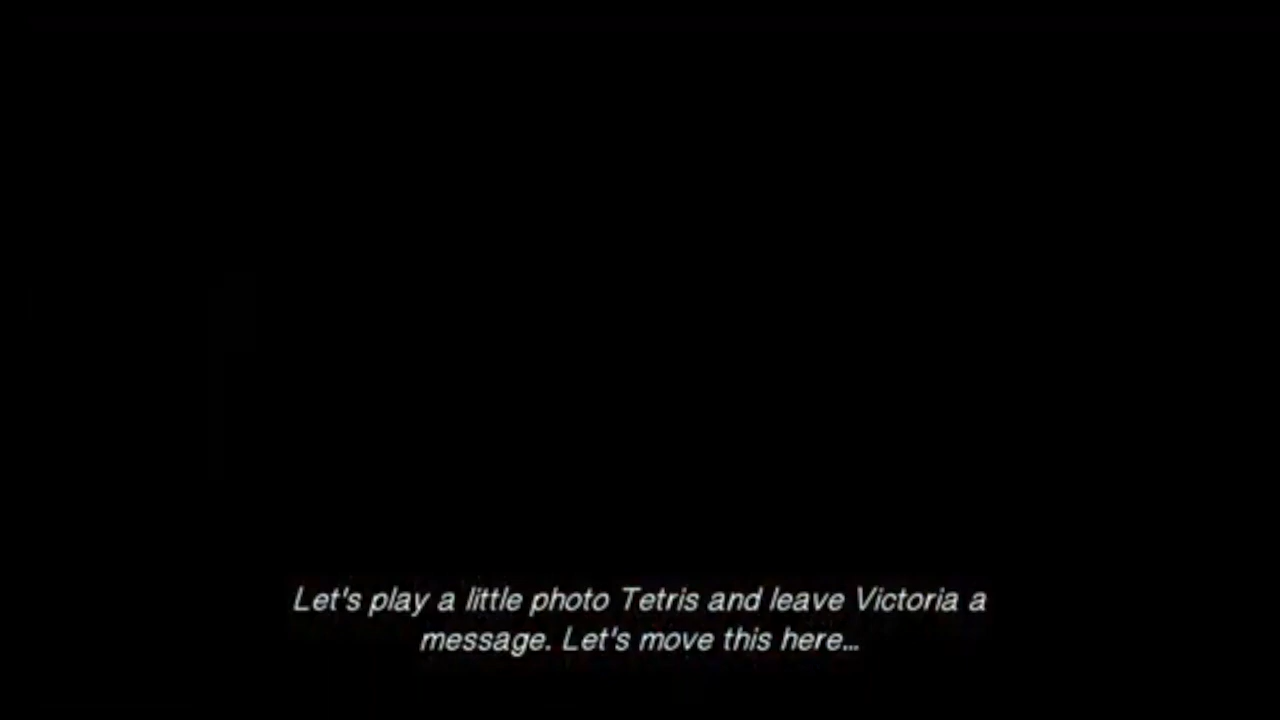 Let's play a little photo Tetris and leave Victoria a
message. Let's move this here...